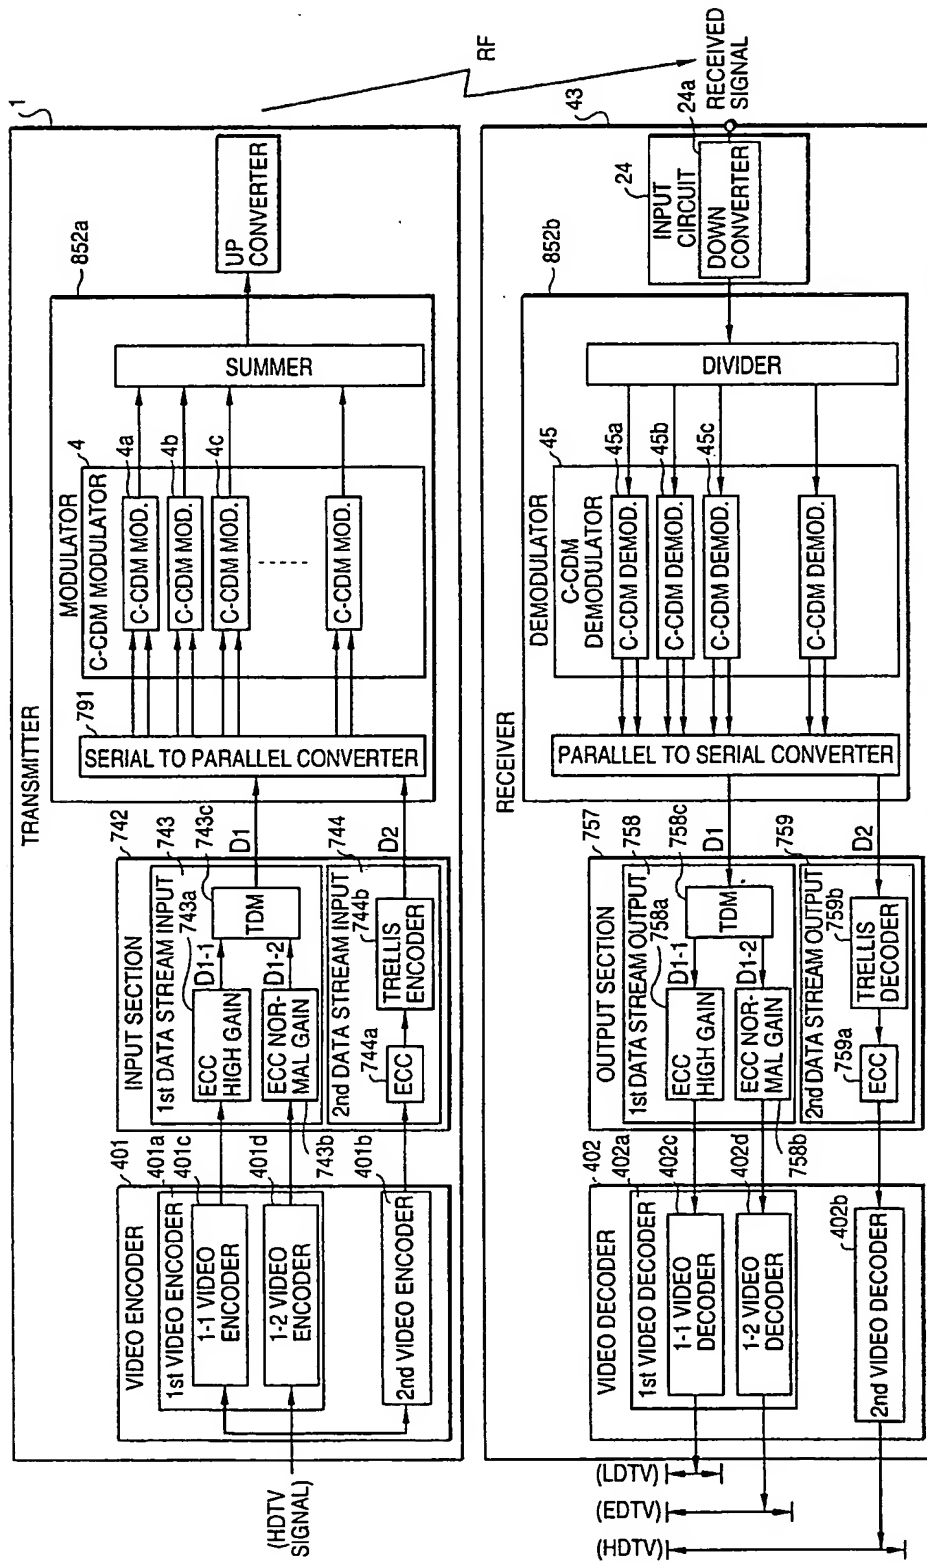 TRANSMITTER
1
(HDTV
SIGNAL)
VIDEO ENCODER
401
1st VIDEO ENCODER
401a
1-1 VIDEO
ENCODER
401c
1-2 VIDEO
ENCODER
401d
2nd VIDEO ENCODER
401b
INPUT SECTION
742
1st DATA STREAM INPUT
743
ECC
HIGH GAIN
743a
ECC NOR-
MAL GAIN
743b
D1-1
D1-2
TDM
743c
2nd DATA STREAM INPUT
744
ECC
744a
TRELLIS
ENCODER
744b
D1
D2
852a
SERIAL TO PARALLEL CONVERTER
791
MODULATOR
C-CDM MODULATOR
4
C-CDM MOD.
4a
C-CDM MOD.
4b
C-CDM MOD.
4c
C-CDM MOD.
SUMMER
UP
CONVERTER
RF
RECEIVED
SIGNAL
RECEIVER
43
INPUT
CIRCUIT
24
DOWN
CONVERTER
24a
852b
DIVIDER
DEMODULATOR
C-CDM
DEMODULATOR
45
C-CDM DEMOD.
45a
C-CDM DEMOD.
45b
C-CDM DEMOD.
45c
C-CDM DEMOD.
PARALLEL TO SERIAL CONVERTER
D1
D2
OUTPUT SECTION
757
1st DATA STREAM OUTPUT
758
TDM
758c
D1-1
D1-2
ECC
HIGH GAIN
758a
ECC NOR-
MAL GAIN
758b
2nd DATA STREAM OUTPUT
759
TRELLIS
DECODER
759b
ECC
759a
VIDEO DECODER
402
1st VIDEO DECODER
402a
1-1 VIDEO
DECODER
402c
1-2 VIDEO
DECODER
402d
2nd VIDEO DECODER
402b
(LDTV)
(EDTV)
(HDTV)